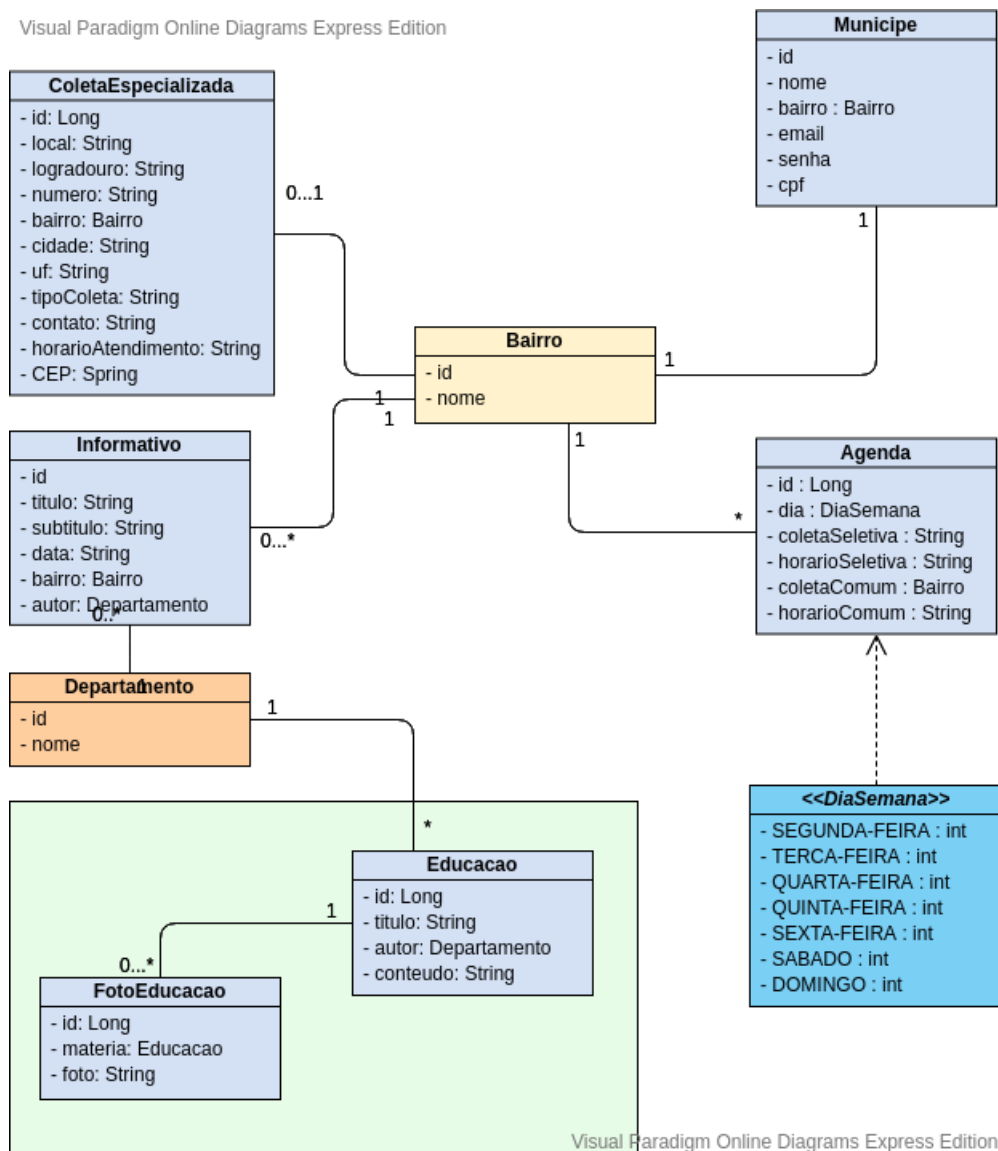 Visual Paradigm Online Diagrams Express Edition
Municipe
- id
- nome
- bairro : Bairro
- email
- senha
- cpf
1
ColetaEspecializada
- id: Long
- local: String
- logradouro: String
- numero: String
- bairro: Bairro
- cidade: String
- uf: String
- tipoColeta: String
- contato: String
- horarioAtendimento: String
- CEP: Spring
0...1
Bairro
- id
- nome
1
1
1
1
Informativo
- id
- titulo: String
- subtitulo: String
- data: String
- bairro: Bairro
- autor: Departamento
0...*
0..*
Agenda
- id : Long
- dia : DiaSemana
- coletaSeletiva : String
- horarioSeletiva : String
- coletaComum : Bairro
- horarioComum : String
*
Departamento
1
- id
- nome
1
*
Educacao
- id: Long
- titulo: String
- autor: Departamento
- conteudo: String
1
0...*
FotoEducacao
- id: Long
- materia: Educacao
- foto: String
<<DiaSemana>>
- SEGUNDA-FEIRA : int
- TERCA-FEIRA : int
- QUARTA-FEIRA : int
- QUINTA-FEIRA : int
- SEXTA-FEIRA : int
- SABADO : int
- DOMINGO : int
Visual Paradigm Online Diagrams Express Edition